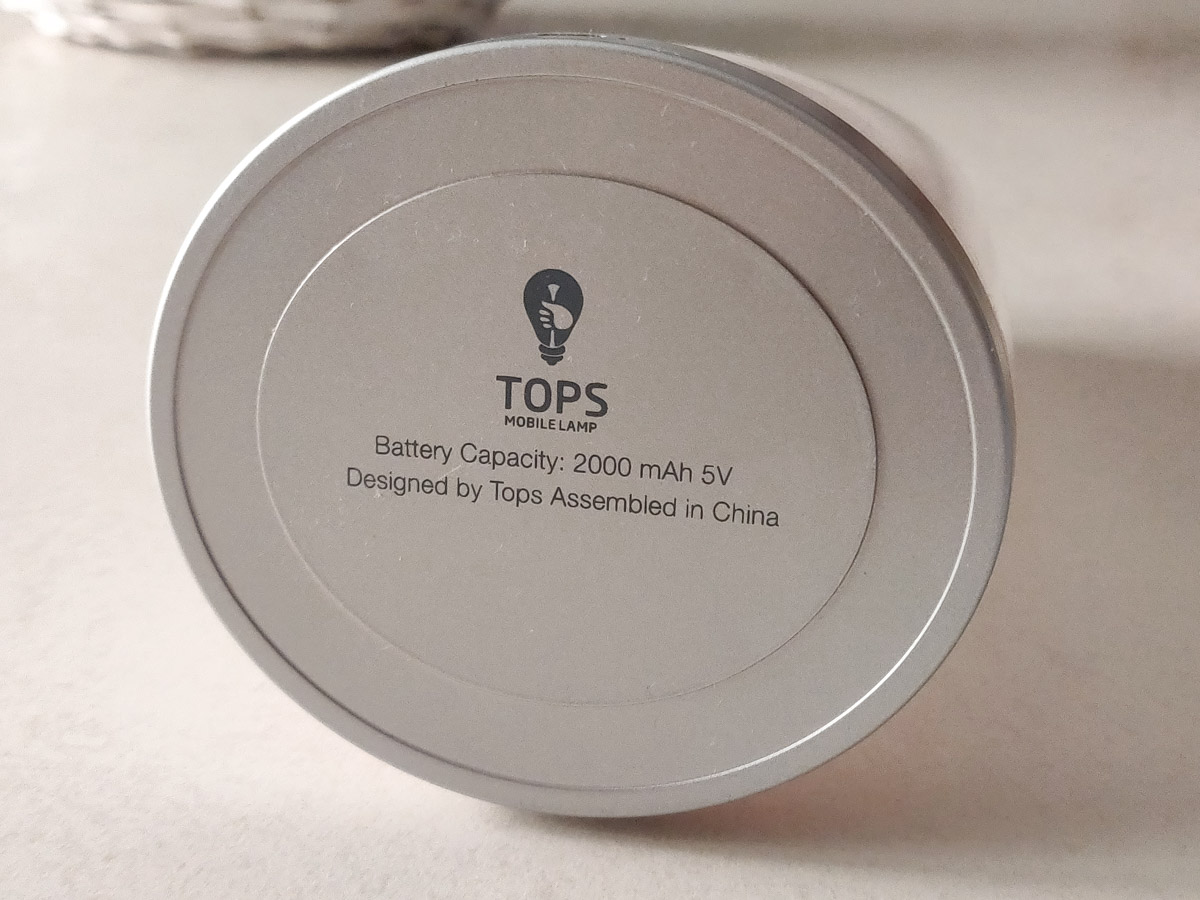 TOPS
MOBILE LAMP
Battery Capacity: 2000 mAh 5V
Designed by Tops Assembled in China